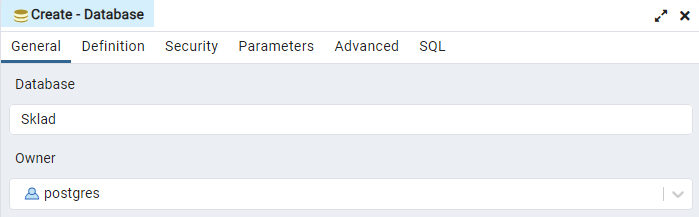 Create - Database
General Definition Security Parameters Advanced SQL
Database
Sklad
Owner
postgres